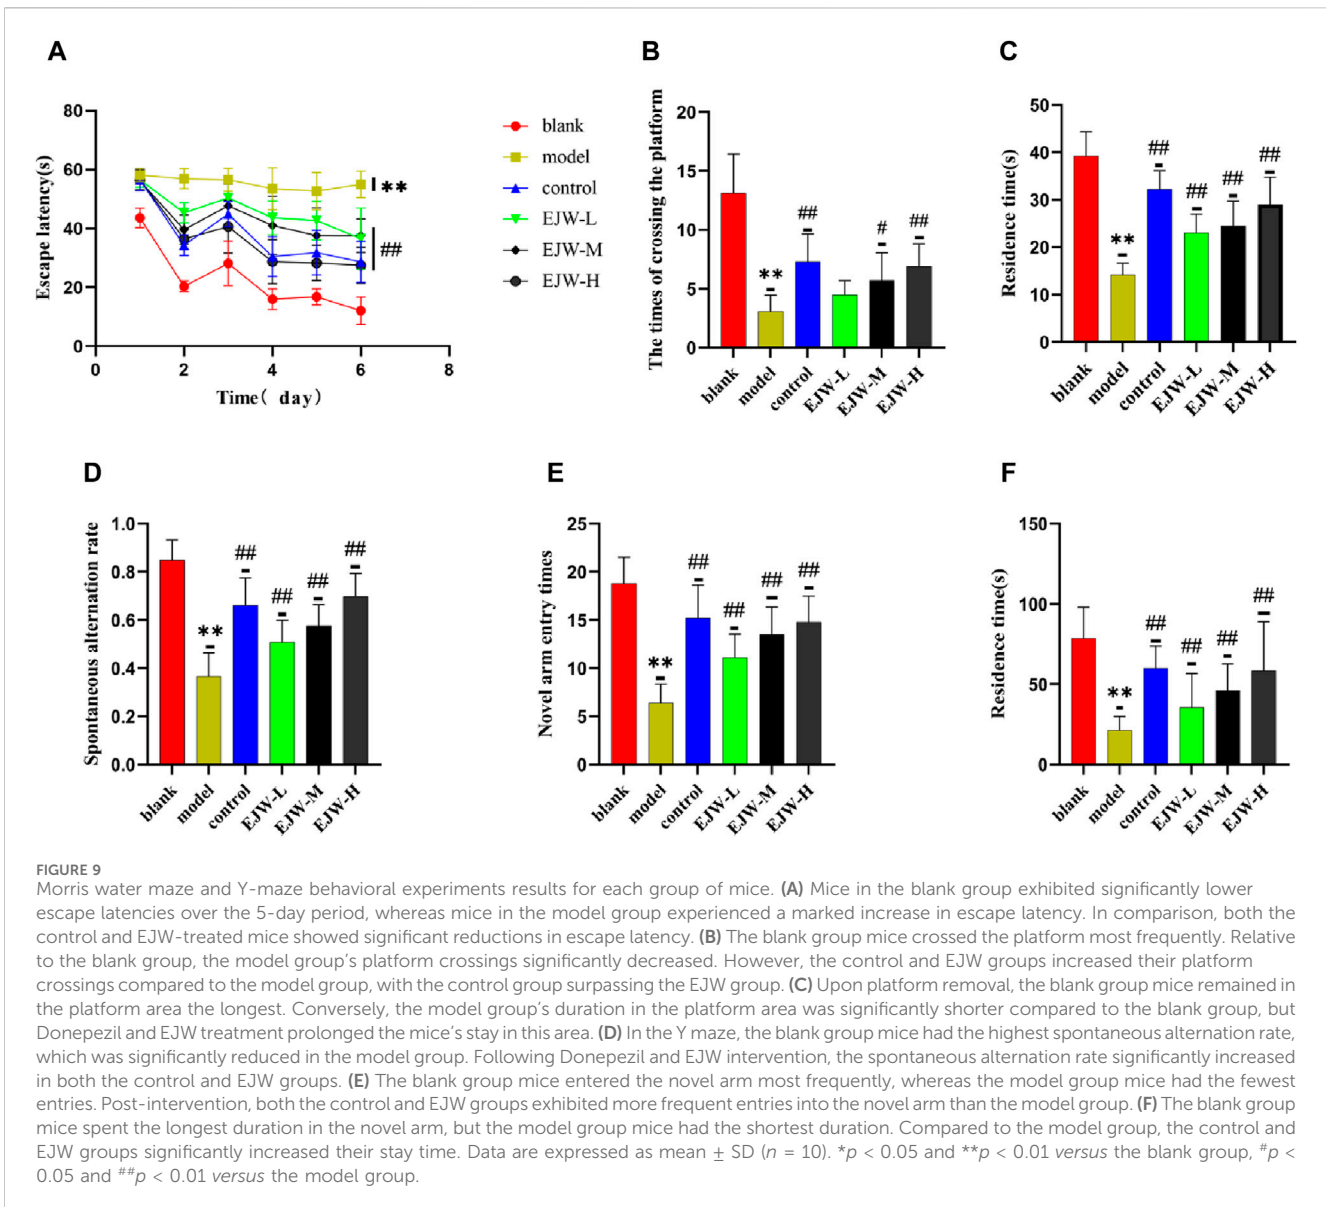 A
B
C
80
60
40
20
0
0
2
4
6
8
Escape latency(s)
Time( day)
**
##
blank
model
control
EJW-L
EJW-M
EJW-H
20
15
10
5
0
The times of crossing the platform
**
##
#
##
blank
model
control
EJW-L
EJW-M
EJW-H
50
40
30
20
10
0
Residence time(s)
**
##
##
##
##
blank
model
control
EJW-L
EJW-M
EJW-H
D
E
F
1.0
0.8
0.6
0.4
0.2
0.0
Spontaneous alternation rate
**
##
##
##
##
blank
model
control
EJW-L
EJW-M
EJW-H
25
20
15
10
5
0
Novel arm entry times
**
##
##
##
##
blank
model
control
EJW-L
EJW-M
EJW-H
150
100
50
0
Residence time(s)
**
##
##
##
##
blank
model
control
EJW-L
EJW-M
EJW-H
FIGURE 9
Morris water maze and Y-maze behavioral experiments results for each group of mice. (A) Mice in the blank group exhibited significantly lower
escape latencies over the 5-day period, whereas mice in the model group experienced a marked increase in escape latency. In comparison, both the
control and EJW-treated mice showed significant reductions in escape latency. (B) The blank group mice crossed the platform most frequently. Relative
to the blank group, the model group's platform crossings significantly decreased. However, the control and EJW groups increased their platform
crossings compared to the model group, with the control group surpassing the EJW group. (C) Upon platform removal, the blank group mice remained in
the platform area the longest. Conversely, the model group's duration in the platform area was significantly shorter compared to the blank group, but
Donepezil and EJW treatment prolonged the mice's stay in this area. (D) In the Y maze, the blank group mice had the highest spontaneous alternation rate,
which was significantly reduced in the model group. Following Donepezil and EJW intervention, the spontaneous alternation rate significantly increased
in both the control and EJW groups. (E) The blank group mice entered the novel arm most frequently, whereas the model group mice had the fewest
entries. Post-intervention, both the control and EJW groups exhibited more frequent entries into the novel arm than the model group. (F) The blank group
mice spent the longest duration in the novel arm, but the model group mice had the shortest duration. Compared to the model group, the control and
EJW groups significantly increased their stay time. Data are expressed as mean ± SD (n = 10). *p < 0.05 and **p < 0.01 versus the blank group, #p <
0.05 and ##p < 0.01 versus the model group.